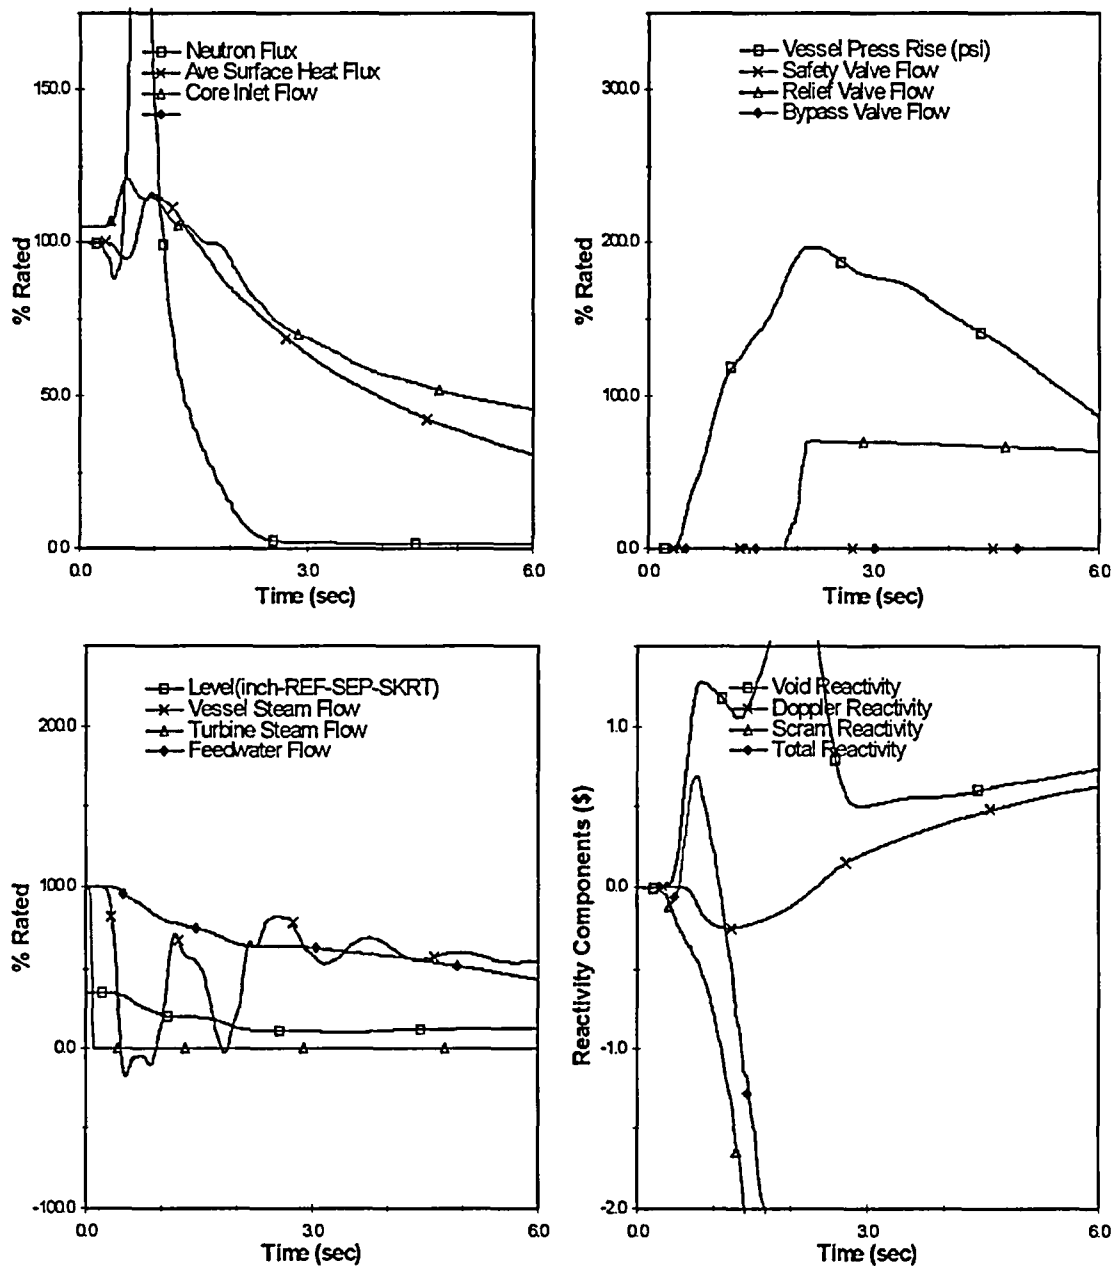 Neutron Flux
Ave Surface Heat Flux
Core Inlet Flow
150.0
100.0
50.0
0.0
% Rated
0.0
6.0
Time (sec)
Vessel Press Rise (psi)
Safety Valve Flow
Relief Valve Flow
Bypass Valve Flow
300.0
200.0
100.0
0.0
% Rated
0.0
3.0
6.0
Time (sec)
Level(inch-REF-SEP-SKRT)
Vessel Steam Flow
Turbine Steam Flow
Feedwater Flow
200.0
100.0
0.0
-100.0
% Rated
0.0
3.0
6.0
Time (sec)
Void Reactivity
Doppler Reactivity
Scram Reactivity
Total Reactivity
1.0
0.0
-1.0
-2.0
Reactivity Components ($)
0.0
3.0
6.0
Time (sec)